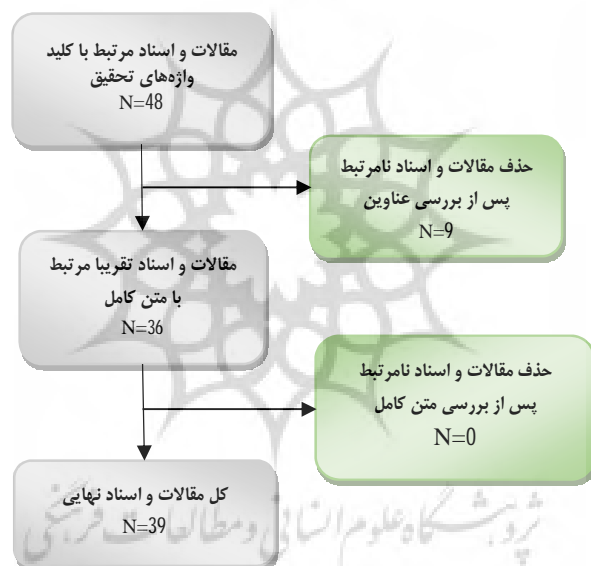 مقالات و اسناد مرتبط با کلید
واژه‌های تحقیق
N=48
حذف مقالات و اسناد نامرتبط
پس از بررسی عناوین
N=9
مقالات و اسناد تقریبا مرتبط
با متن کامل
N=36
حذف مقالات و اسناد نامرتبط
پس از بررسی متن کامل
N=0
کل مقالات و اسناد نهایی
N=39
پژوهشگاه علوم انسانی و مطالعات فرهنگی